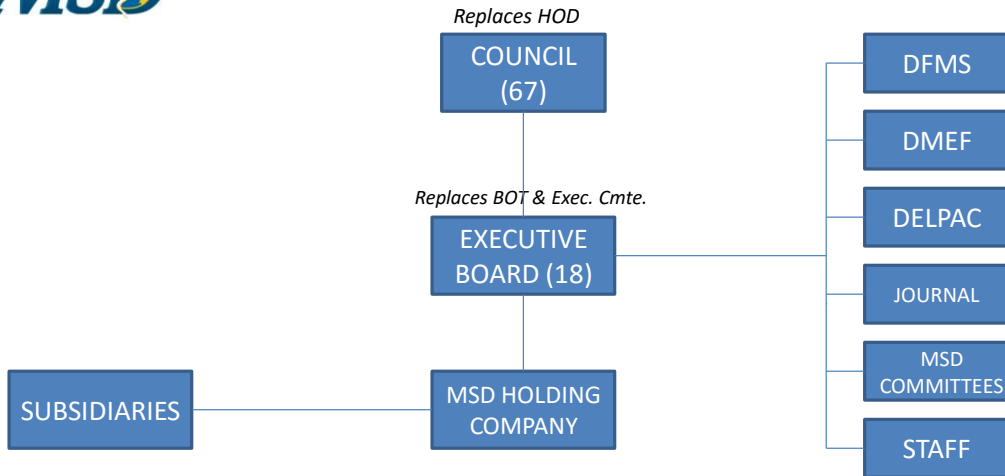 Replaces HOD
COUNCIL
(67)
Replaces BOT & Exec. Cmte.
EXECUTIVE
BOARD (18)
SUBSIDIARIES
MSD HOLDING
COMPANY
DFMS
DMEF
DELPAC
JOURNAL
MSD
COMMITTEES
STAFF